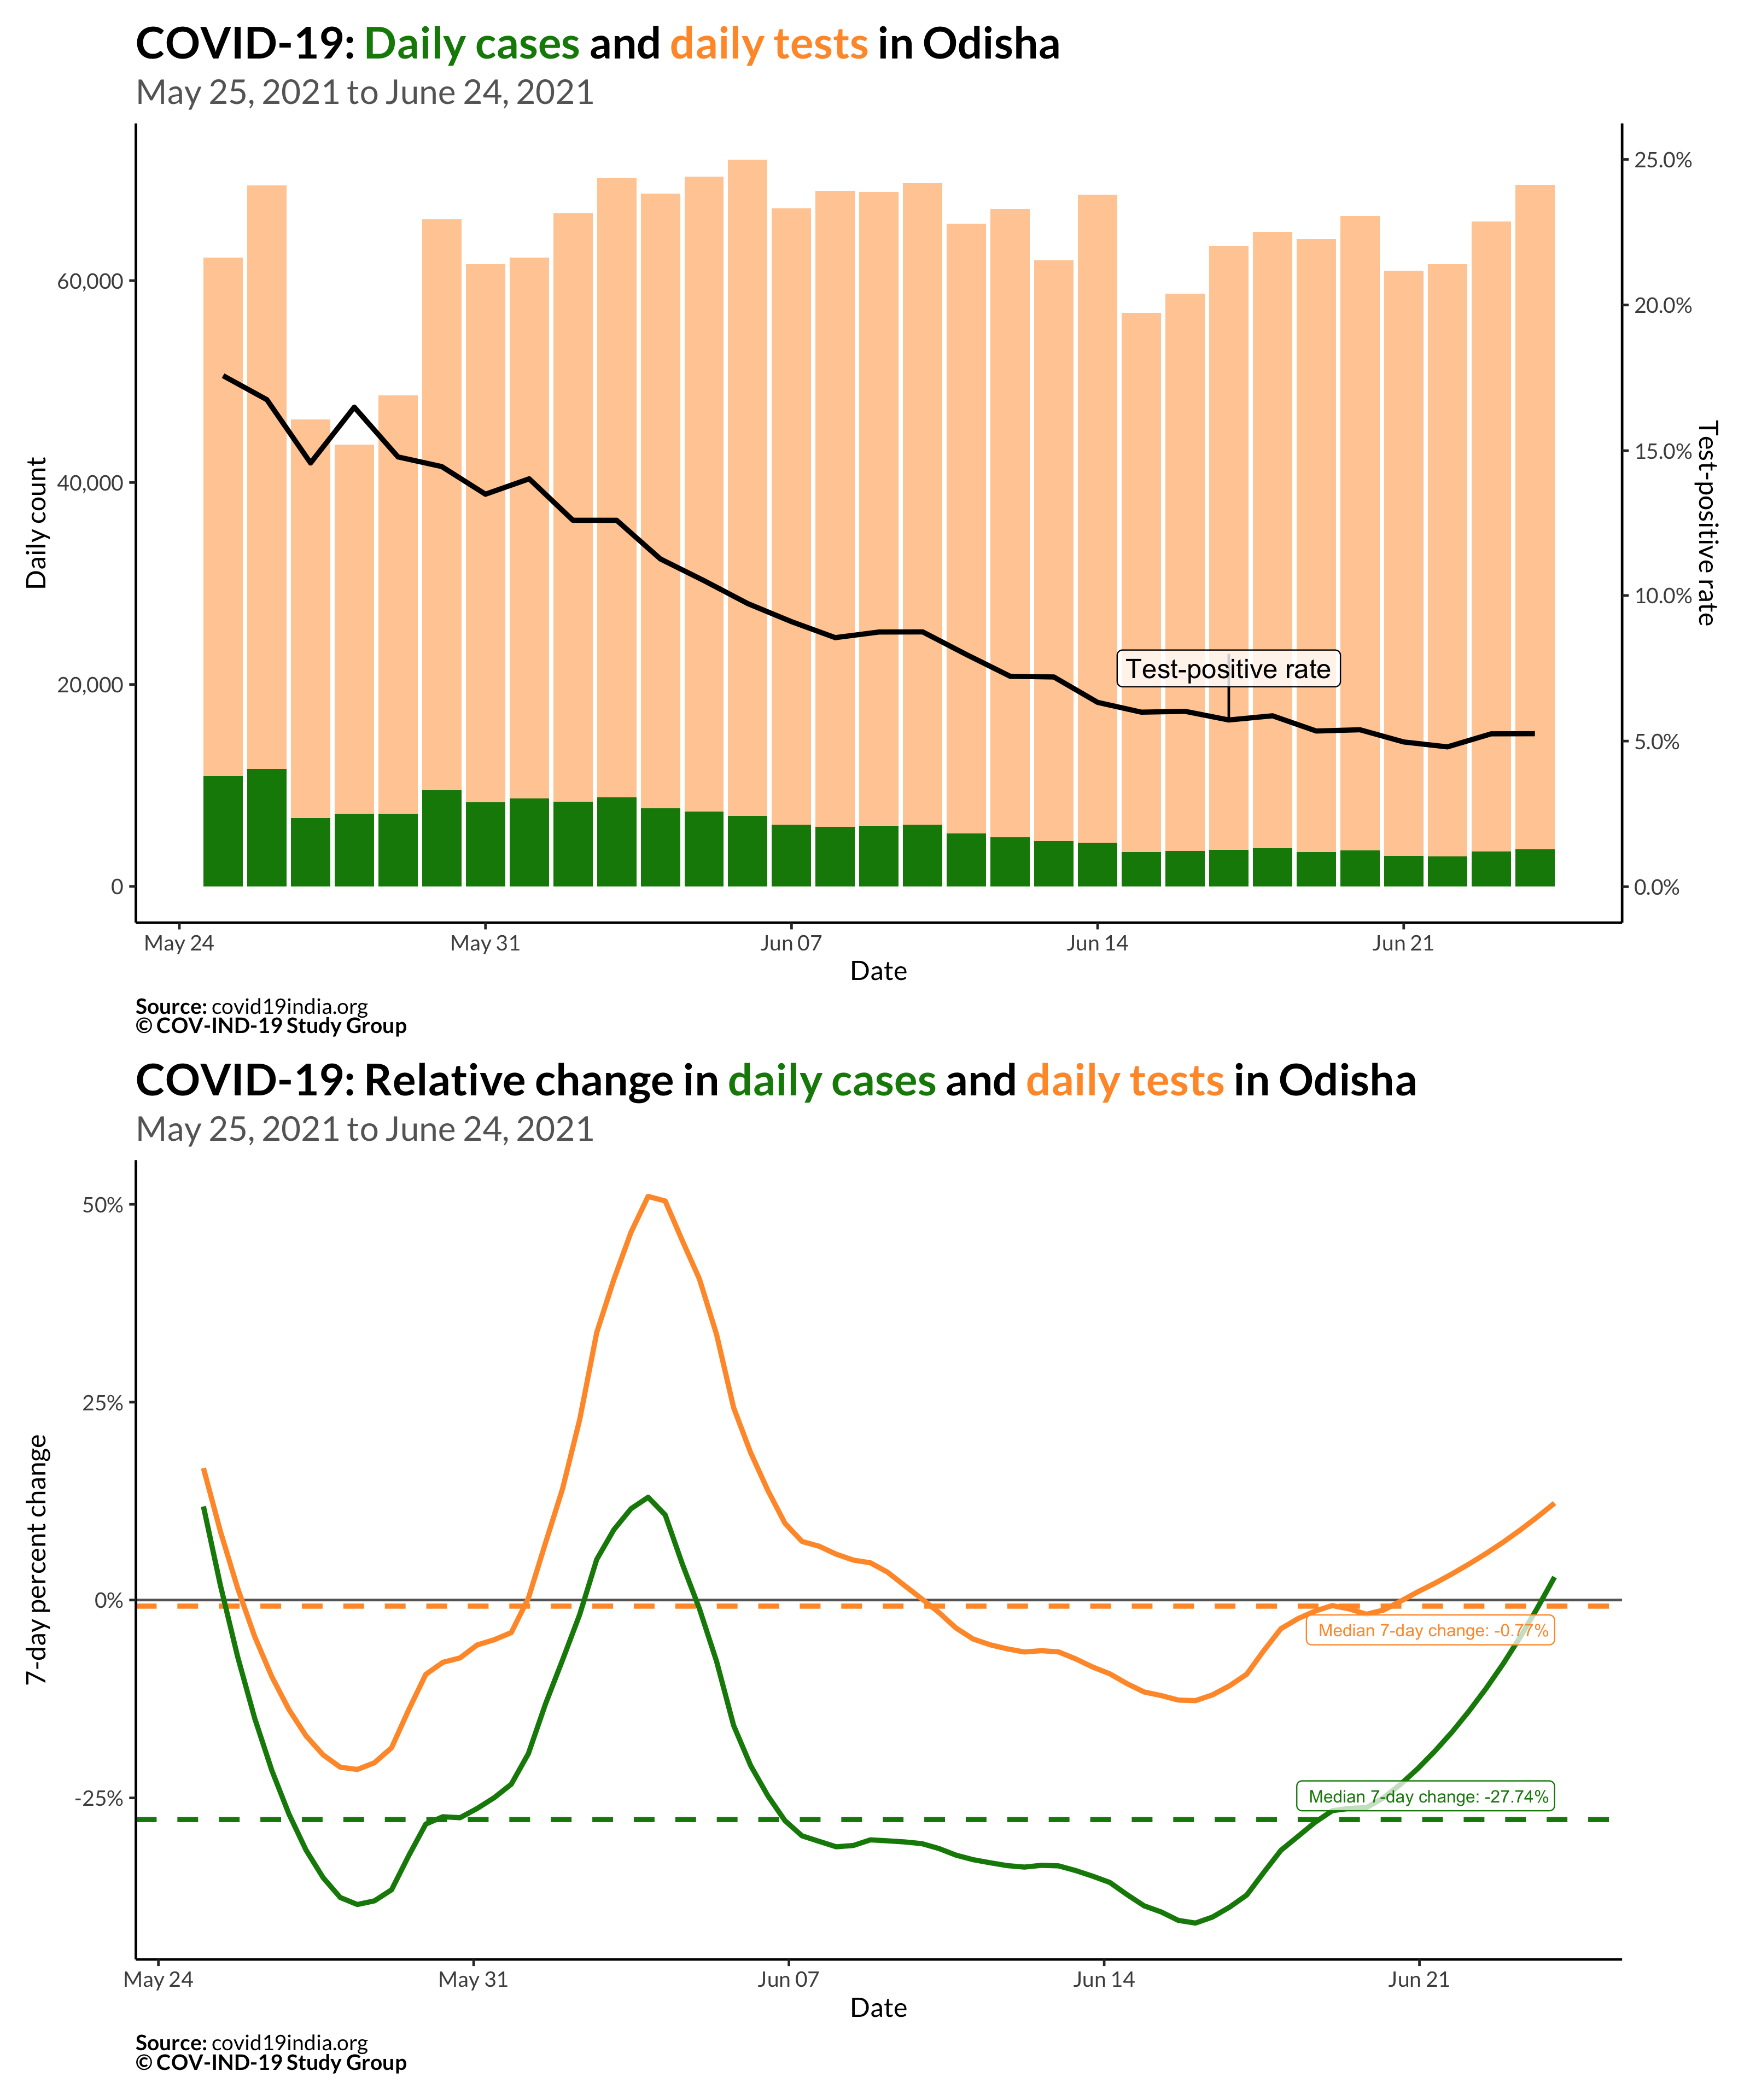 COVID-19: Daily cases and daily tests in Odisha
May 25, 2021 to June 24, 2021
Daily count
60,000
40,000
20,000
0
25.0%
20.0%
15.0%
10.0%
5.0%
0.0%
Test-positive rate
Test-positive rate
May 24
May 31
Jun 07
Jun 14
Jun 21
Date
Source: covid19india.org
© COV-IND-19 Study Group
COVID-19: Relative change in daily cases and daily tests in Odisha
May 25, 2021 to June 24, 2021
7-day percent change
50%
25%
0%
-25%
Median 7-day change: -0.77%
Median 7-day change: -27.74%
May 24
May 31
Jun 07
Jun 14
Jun 21
Date
Source: covid19india.org
© COV-IND-19 Study Group